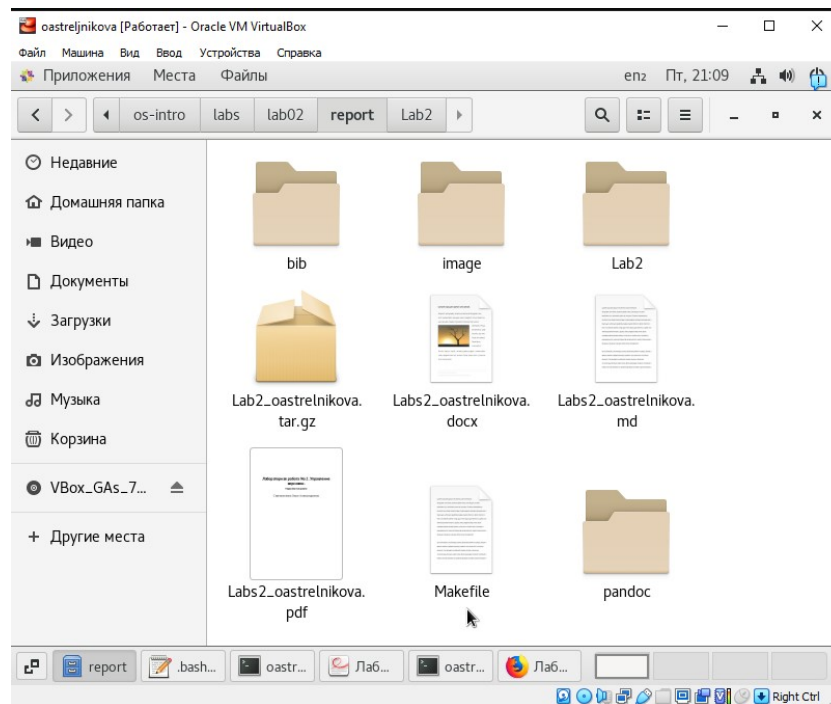 oastreljnikova [Работает] - Oracle VM VirtualBox
Файл Машина Вид Ввод Устройства Справка
Приложения Места Файлы en₂ Пт, 21:09
os-intro labs lab02 report Lab2
Недавние
Домашняя папка
Видео
Документы
Загрузки
Изображения
Музыка
Корзина
VBox_GAs_7...
+ Другие места
bib image Lab2
Lab2_oastrelnikova. Labs2_oastrelnikova. Labs2_oastrelnikova.
tar.gz docx md
Labs2_oastrelnikova. Makefile pandoc
pdf
report .bash... oastr... Лаб... oastr... Лаб...
Right Ctrl